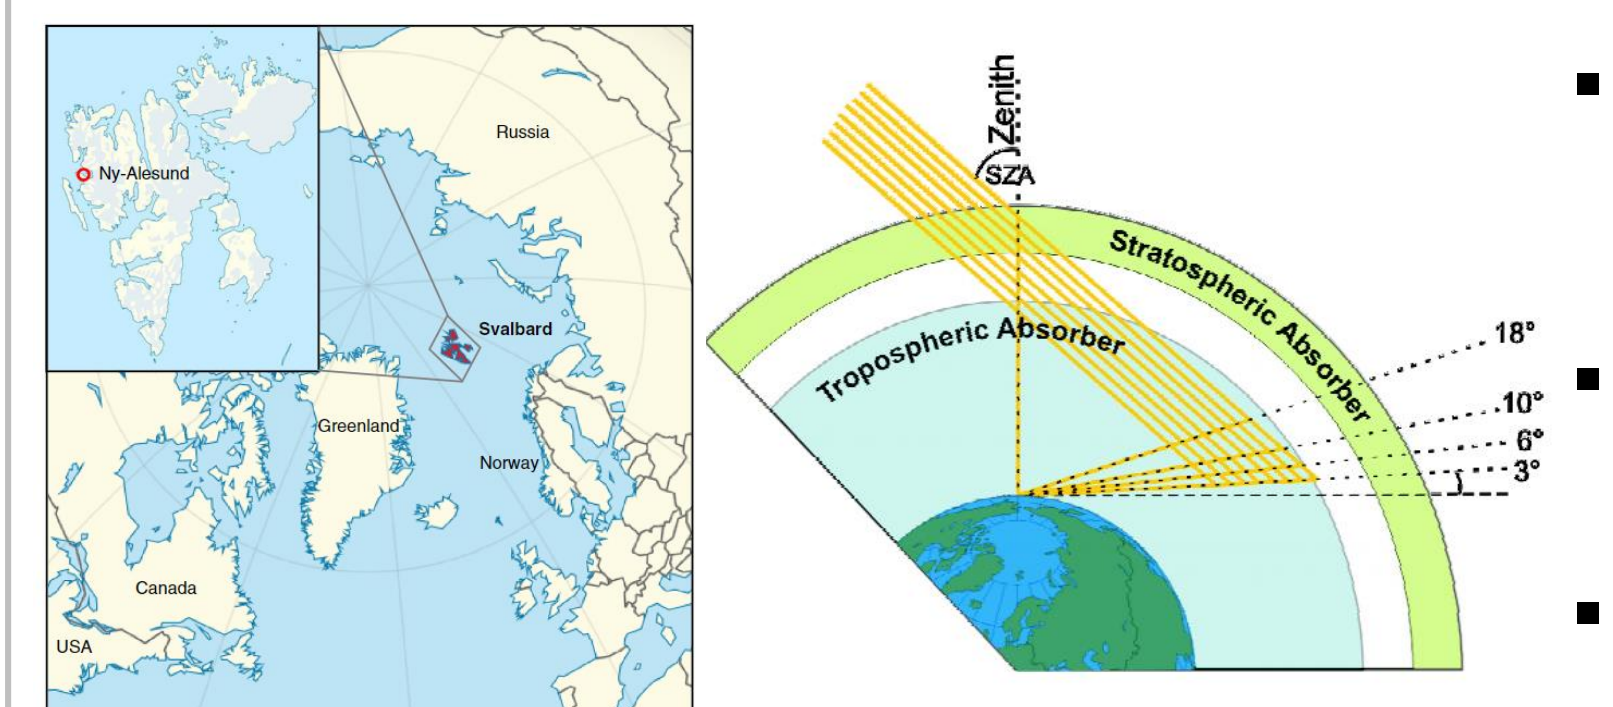 Ny-Alesund
Russia
Svalbard
Greenland
Norway
Canada
USA
Zenith
SZA
Stratospheric Absorber
Tropospheric Absorber
18°
10°
6°
3°